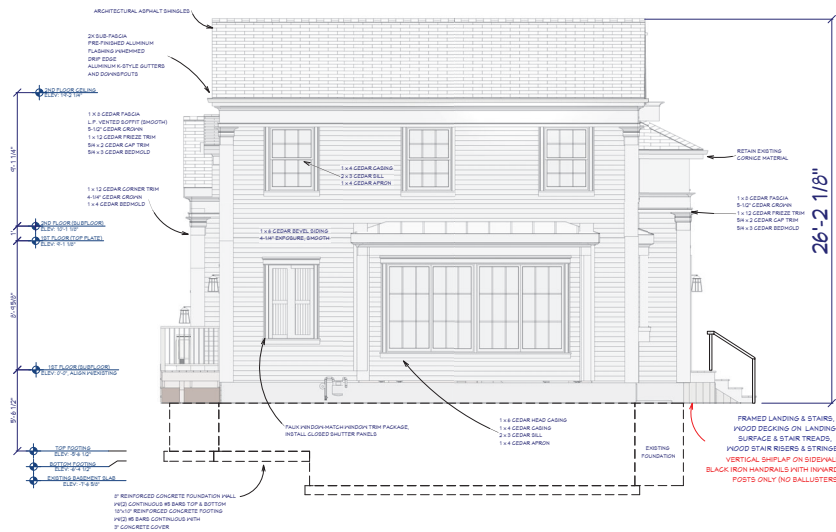 ARCHITECTURAL ASPHALT SHINGLES
2X SUB-FASCIA
PRE-FINISHED ALUMINUM
FLASHING W/HEMMED
DRIP EDGE
ALUMINUM K-STYLE GUTTERS
AND DOWNSPOUTS
2ND FLOOR CEILING
ELEV: 19'-2 1/4"
1 X 8 CEDAR FASCIA
L.P. VENTED SOFFIT (SMOOTH)
5-1/2" CEDAR CROWN
1 x 12 CEDAR FRIEZE TRIM
5/4 x 2 CEDAR CAP TRIM
5/4 x 3 CEDAR BEDMOLD
9'-1 1/4"
1 x 4 CEDAR CASING
2 x 3 CEDAR SILL
1 x 4 CEDAR APRON
RETAIN EXISTING
CORNICE MATERIAL
1 x 12 CEDAR CORNER TRIM
4-1/4" CEDAR CROWN
1 x 4 CEDAR BEDMOLD
1 x 8 CEDAR FASCIA
5-1/2" CEDAR CROWN
1 x 12 CEDAR FRIEZE TRIM
5/4 x 2 CEDAR CAP TRIM
5/4 x 3 CEDAR BEDMOLD
26'-2 1/8"
2ND FLOOR (SUBFLOOR)
ELEV: 10'-1 1/8"
1'
1ST FLOOR (TOP PLATE)
ELEV: 9'-1 1/8"
1 x 6 CEDAR BEVEL SIDING
4-1/4" EXPOSURE, SMOOTH
1ST FLOOR (SUBFLOOR)
ELEV: 0'-0", ALIGN W/EXISTING
5'-6 1/2"
FAUX WINDOW-MATCH WINDOW TRIM PACKAGE,
INSTALL CLOSED SHUTTER PANELS
1 x 6 CEDAR HEAD CASING
1 x 4 CEDAR CASING
2 x 3 CEDAR SILL
1 x 4 CEDAR APRON
FRAMED LANDING & STAIRS,
WOOD DECKING ON LANDING
SURFACE & STAIR TREADS,
WOOD STAIR RISERS & STRINGE
VERTICAL SHIPLAP ON SIDEWAL
BLACK IRON HANDRAILS WITH INWARD
POSTS ONLY (NO BALLUSTERS
EXISTING
FOUNDATION
TOP FOOTING
ELEV: -5'-6 1/2"
BOTTOM FOOTING
ELEV: -6'-4 1/2"
EXISTING BASEMENT SLAB
ELEV: -7'-6 5/8"
8" REINFORCED CONCRETE FOUNDATION WALL
W/(2) CONTINUOUS #5 BARS TOP & BOTTOM
W/(2) #5 BARS CONTINUOUS WITH
3" CONCRETE COVER